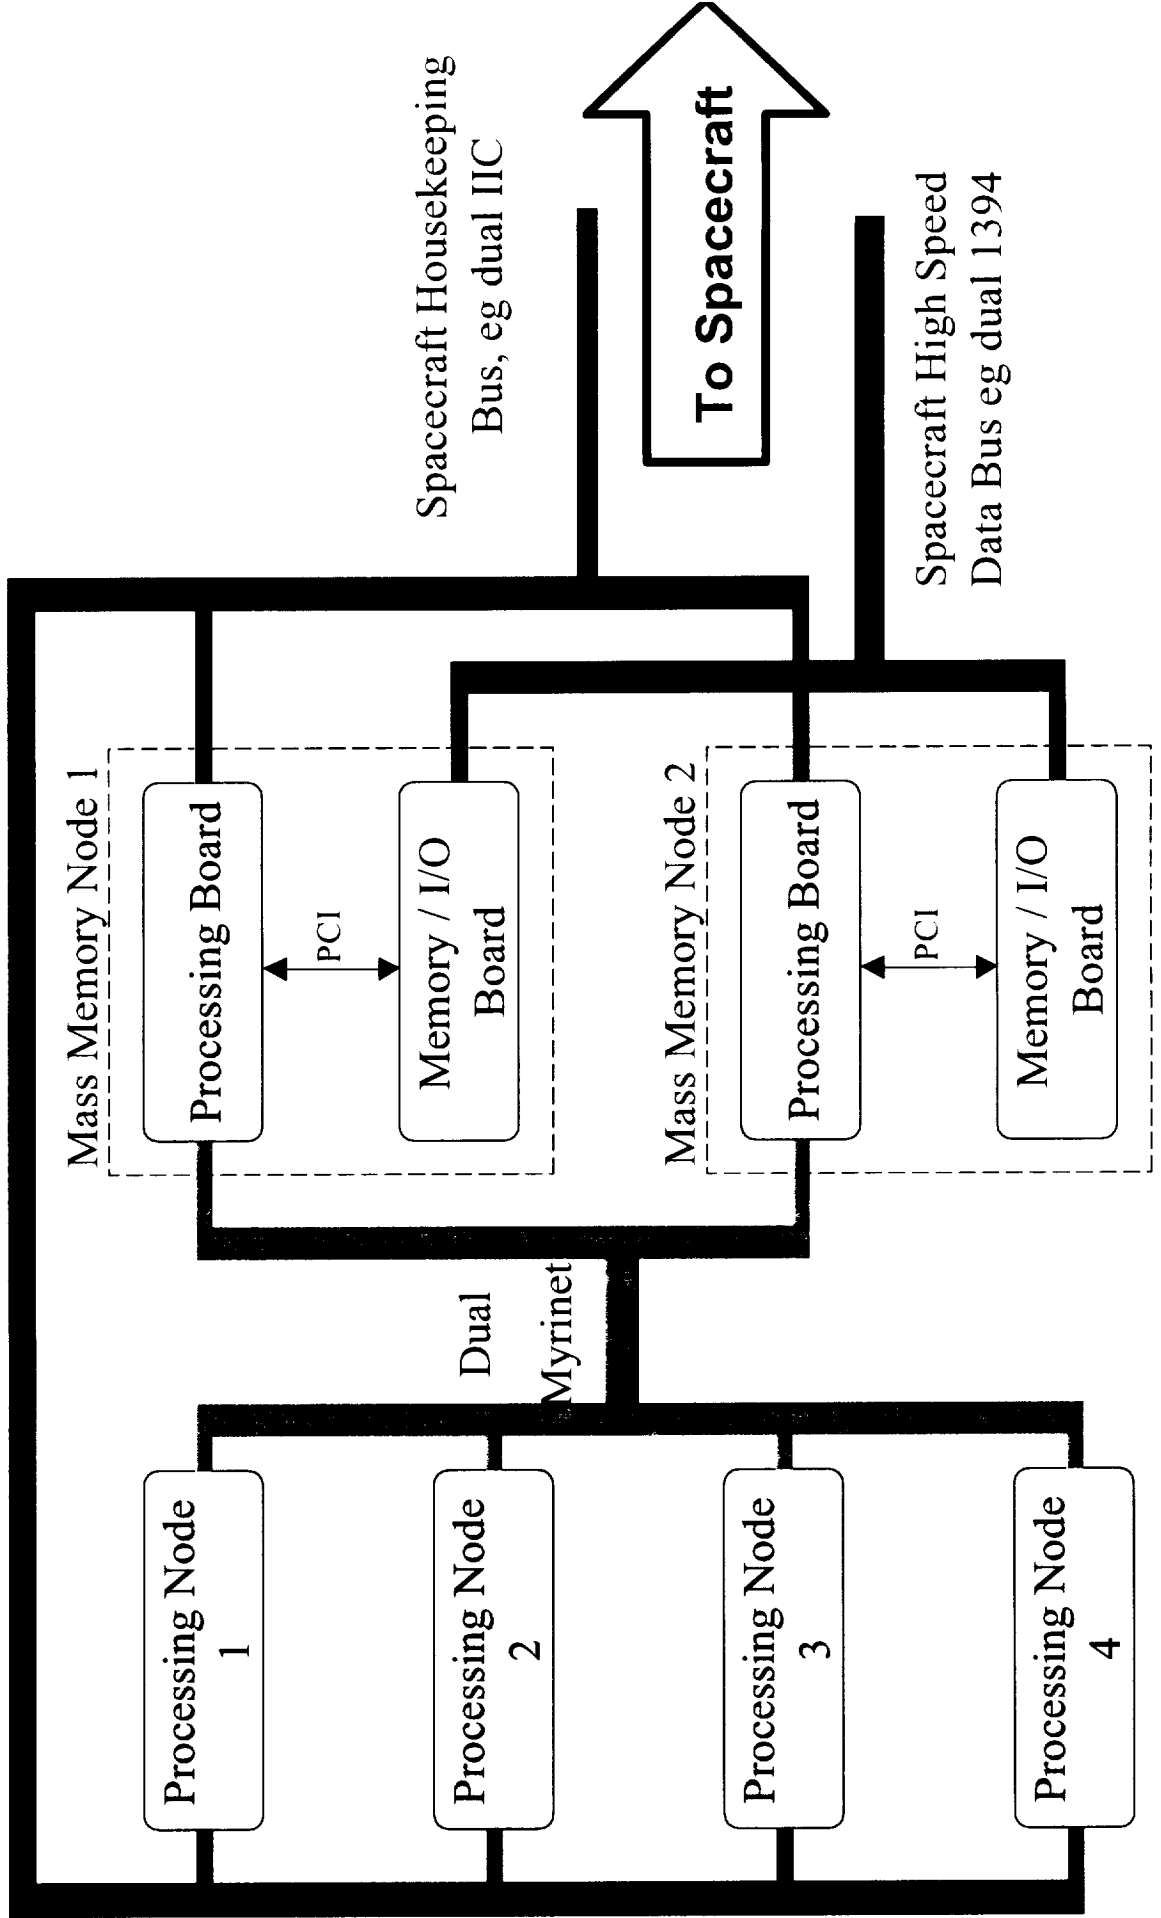 Processing Node
1
Processing Node
2
Processing Node
3
Processing Node
4
Dual
Myrinet
Mass Memory Node 1
Processing Board
PCI
Memory / I/O
Board
Mass Memory Node 2
Processing Board
PCI
Memory / I/O
Board
Spacecraft Housekeeping
Bus, eg dual IIC
To Spacecraft
Spacecraft High Speed
Data Bus eg dual 1394